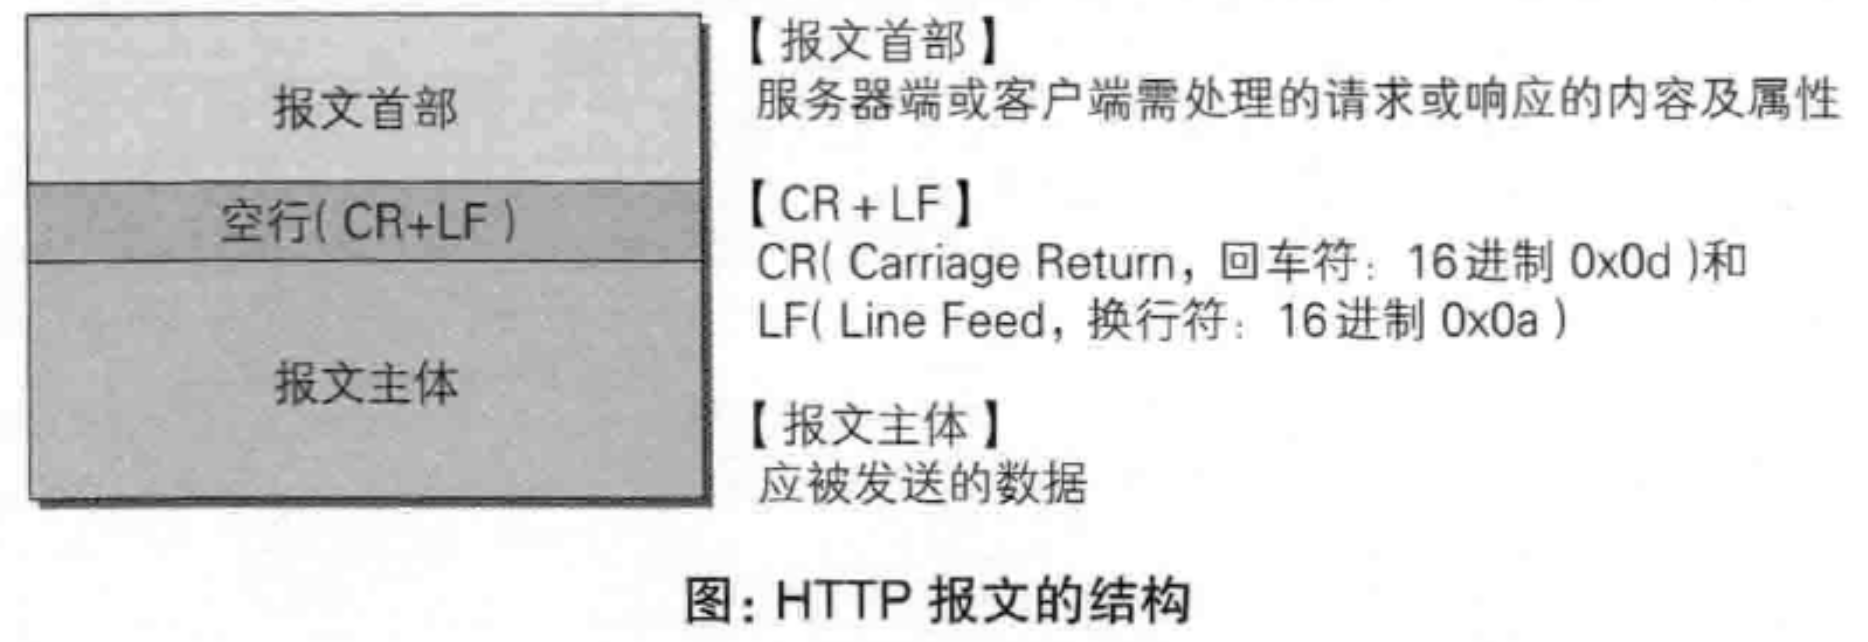 报文首部
空行( CR+LF )
报文主体
【报文首部】
服务器端或客户端需处理的请求或响应的内容及属性
【CR + LF】
CR( Carriage Return，回车符：16进制 0x0d )和
LF( Line Feed，换行符：16进制 0x0a )
【报文主体】
应被发送的数据
图：HTTP 报文的结构